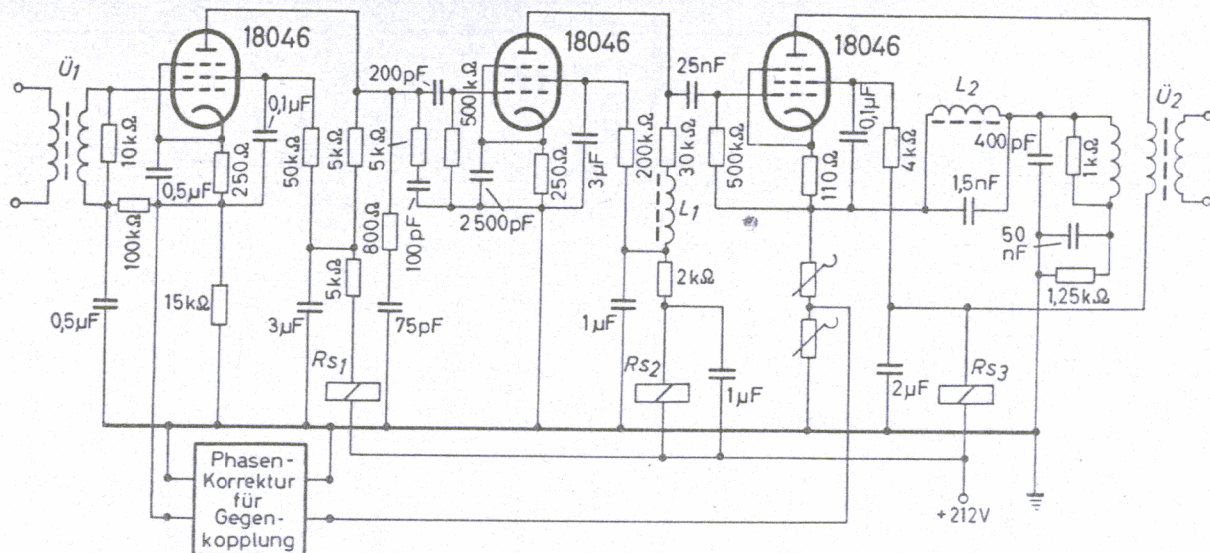 Ü1
10kΩ
100kΩ
0,5µF
18046
0,5µF
250Ω
0,1µF
15kΩ
50kΩ
3µF
5kΩ
5kΩ
Rs1
5kΩ
800Ω
100pF
75pF
200pF
500kΩ
18046
2500pF
250Ω
3µF
200kΩ
1µF
30kΩ
L1
2kΩ
Rs2
1µF
25nF
500kΩ
18046
110Ω
0,1µF
4kΩ
2µF
Rs3
L2
1,5nF
400pF
1kΩ
50
nF
1,25kΩ
Ü2
+212V
Phasen-
Korrektur
für
Gegen-
kopplung